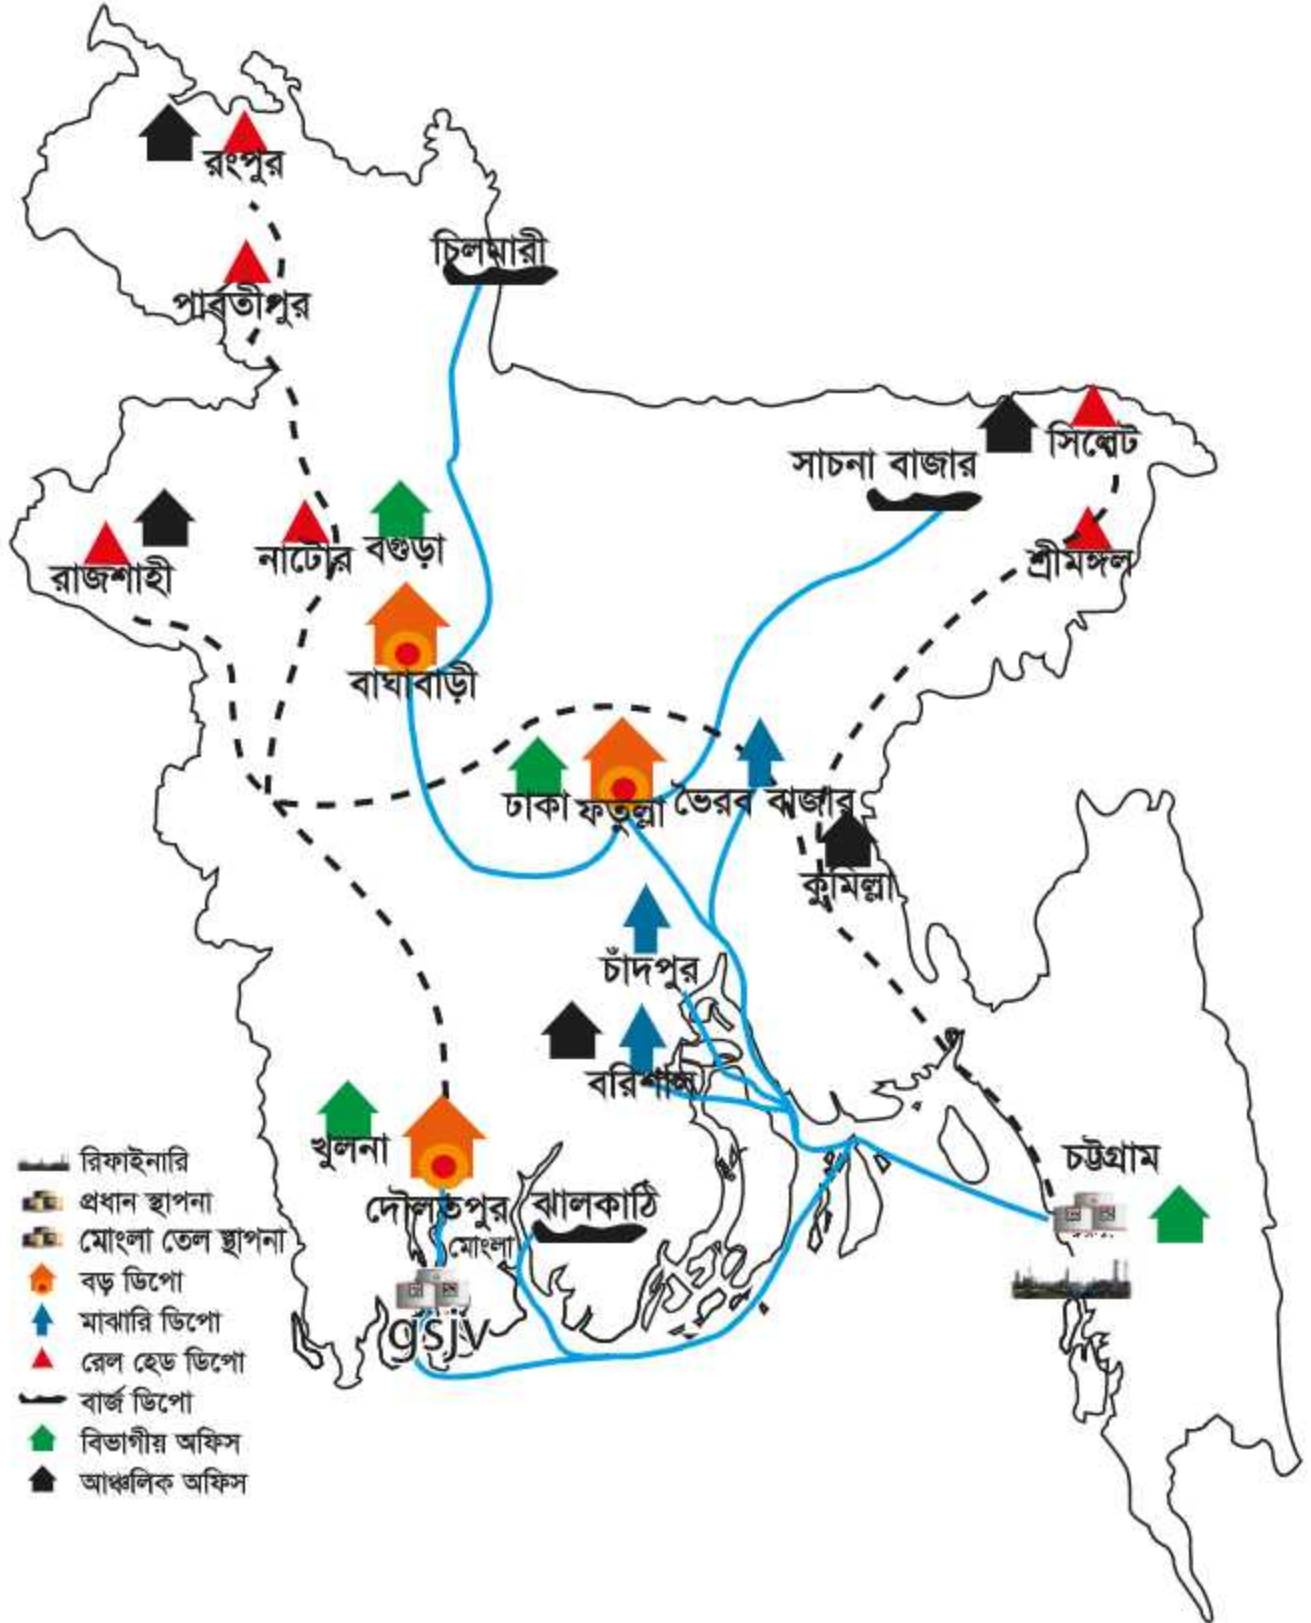 রংপুর
চিলমারী
পার্বতীপুর
সিলেট
সাচনা বাজার
শ্রীমঙ্গল
নাটোর
বগুড়া
রাজশাহী
বাঘাবাড়ী
ঢাকা
ফতুল্লা
ভৈরব বাজার
কুমিল্লা
চাঁদপুর
বরিশাল
খুলনা
চট্টগ্রাম
দৌলতপুর
ঝালকাঠি
মোংলা
gsjv
রিফাইনারি
প্রধান স্থাপনা
মোংলা তেল স্থাপনা
বড় ডিপো
মাঝারি ডিপো
রেল হেড ডিপো
বার্জ ডিপো
বিভাগীয় অফিস
আঞ্চলিক অফিস